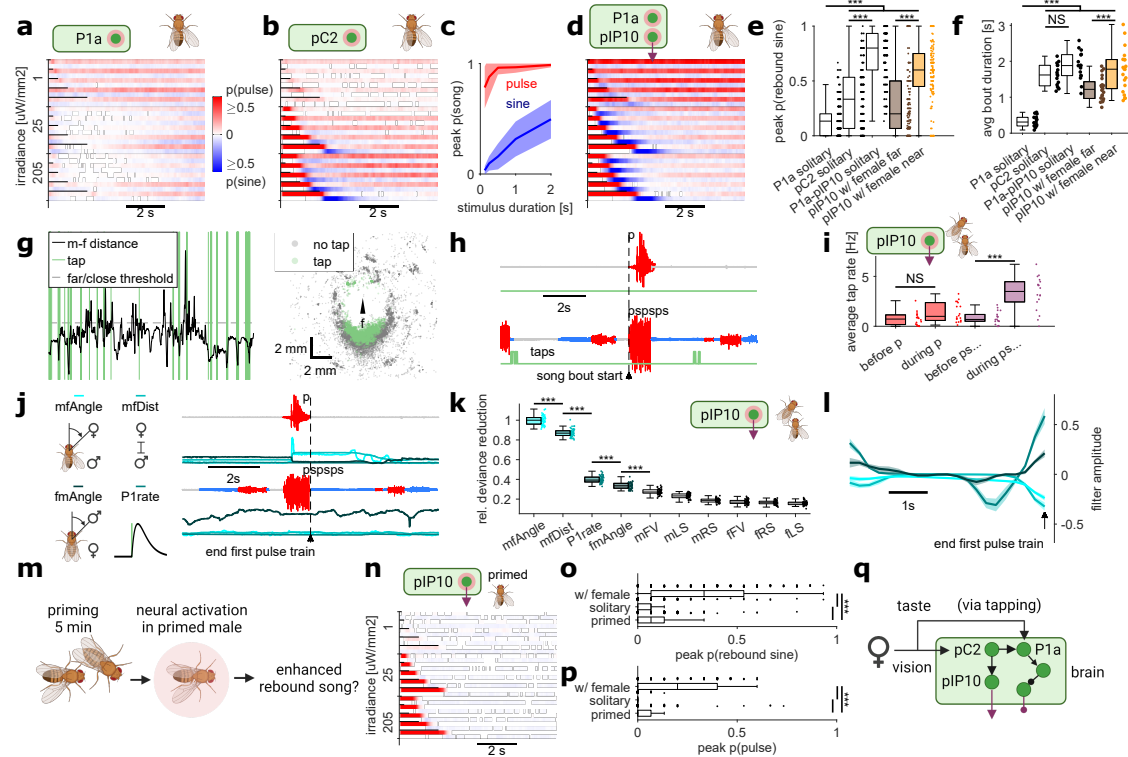 a
P1a
irradiance [uW/mm2]
1
25
205
2 s
p(pulse)
≥0.5
0
≥0.5
p(sine)
b
pC2
2 s
c
peak p(song)
1
0
pulse
sine
0
1
2
stimulus duration [s]
d
P1a
pIP10
2 s
e
***
***
***
peak p(rebound sine)
1
0.5
0
P1a solitary
pC2 solitary
P1a-pIP10 solitary
pIP10 w/ female far
pIP10 w/ female near
f
***
NS
***
avg bout duration [s]
3
2
1
0
P1a solitary
pC2 solitary
P1a-pIP10 solitary
pIP10 w/ female far
pIP10 w/ female near
g
m-f distance
tap
far/close threshold
no tap
tap
f
2 mm
2 mm
h
p
2s
pspsps
taps
song bout start
i
pIP10
average tap rate [Hz]
5
0
NS
***
before p
during p
before ps...
during ps...
j
mfAngle
mfDist
fmAngle
P1rate
p
2s
pspsps
end first pulse train
k
pIP10
rel. deviance reduction
1
0.8
0.6
0.4
0.2
***
***
***
***
mfAngle
mfDist
P1rate
fmAngle
mFV
mLS
mRS
fFV
fRS
fLS
l
0.5
0
-0.5
filter amplitude
1s
end first pulse train
m
priming
5 min
neural activation
in primed male
enhanced
rebound song?
n
pIP10
primed
irradiance [uW/mm2]
1
25
205
2 s
o
w/ female
solitary
primed
***
0
0.5
1
peak p(rebound sine)
p
w/ female
solitary
primed
***
0
0.5
1
peak p(pulse)
q
taste
(via tapping)
vision
pC2
P1a
pIP10
brain